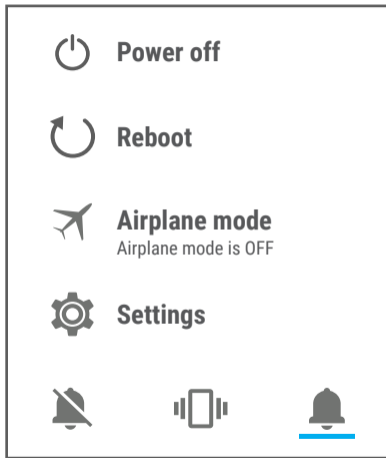 Power off
Reboot
Airplane mode
Airplane mode is OFF
Settings